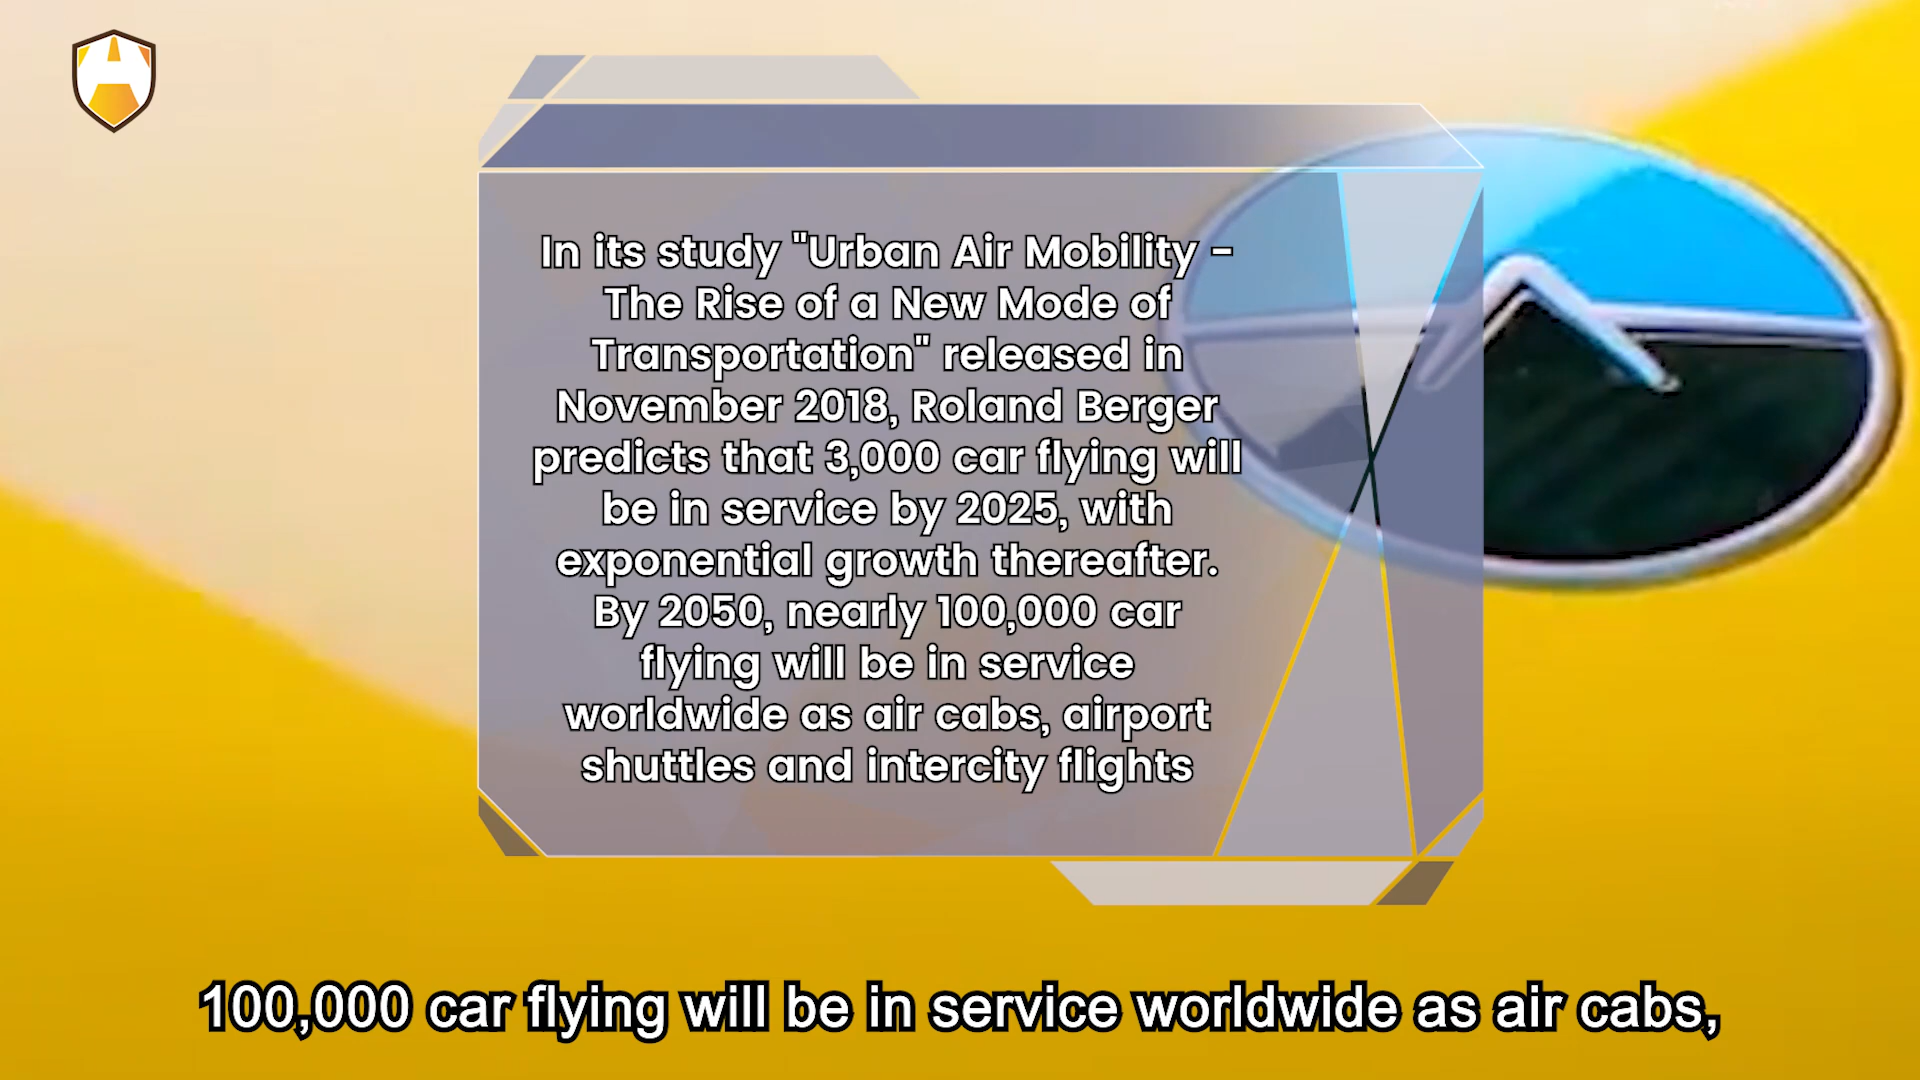 In its study "Urban Air Mobility -
The Rise of a New Mode of
Transportation" released in
November 2018, Roland Berger
predicts that 3,000 car flying will
be in service by 2025, with
exponential growth thereafter.
By 2050, nearly 100,000 car
flying will be in service
worldwide as air cabs, airport
shuttles and intercity flights
100,000 car flying will be in service worldwide as air cabs,